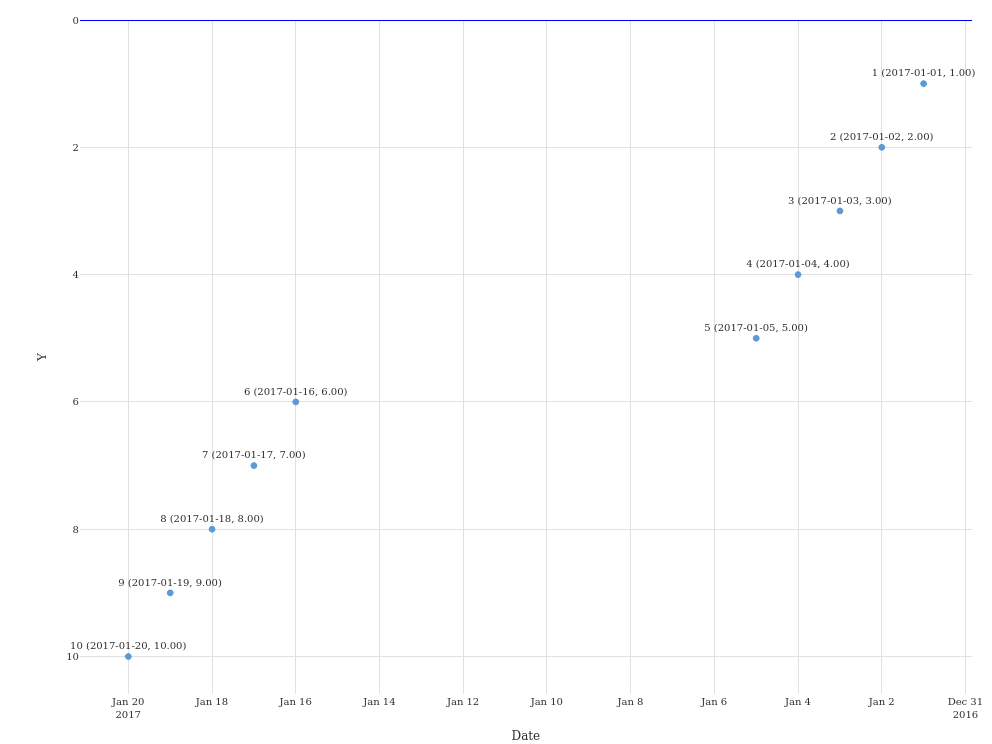 0
1 (2017-01-01, 1.00)
2 (2017-01-02, 2.00)
2
3 (2017-01-03, 3.00)
4 (2017-01-04, 4.00)
4
5 (2017-01-05, 5.00)
Y
6 (2017-01-16, 6.00)
6
7 (2017-01-17, 7.00)
8 (2017-01-18, 8.00)
8
9 (2017-01-19, 9.00)
10 (2017-01-20, 10.00)
10
Jan 20 Jan 18 Jan 16 Jan 14 Jan 12 Jan 10 Jan 8 Jan 6 Jan 4 Jan 2 Dec 31
2017 2016
Date